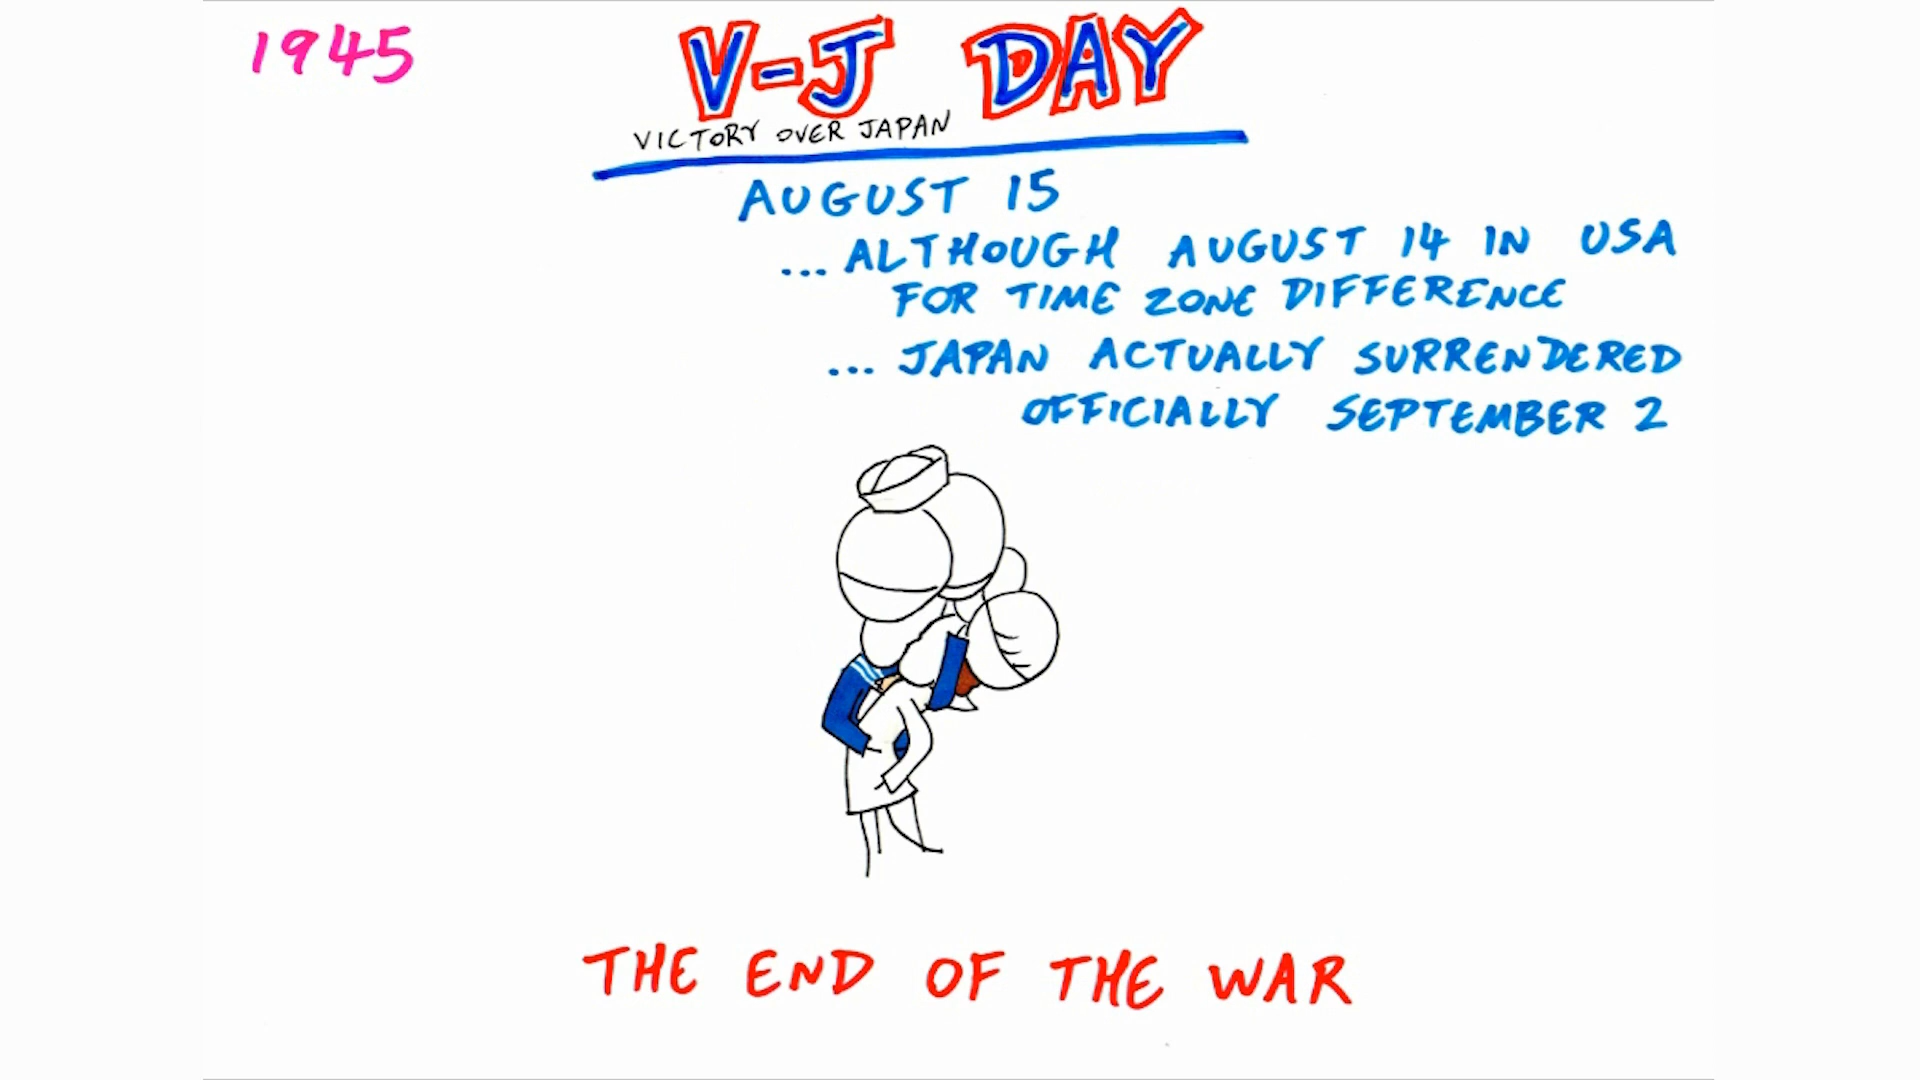 1945
V-J DAY
VICTORY OVER JAPAN
AUGUST 15
... ALTHOUGH AUGUST 14 IN USA
FOR TIME ZONE DIFFERENCE
... JAPAN ACTUALLY SURRENDERED
OFFICIALLY SEPTEMBER 2
THE END OF THE WAR